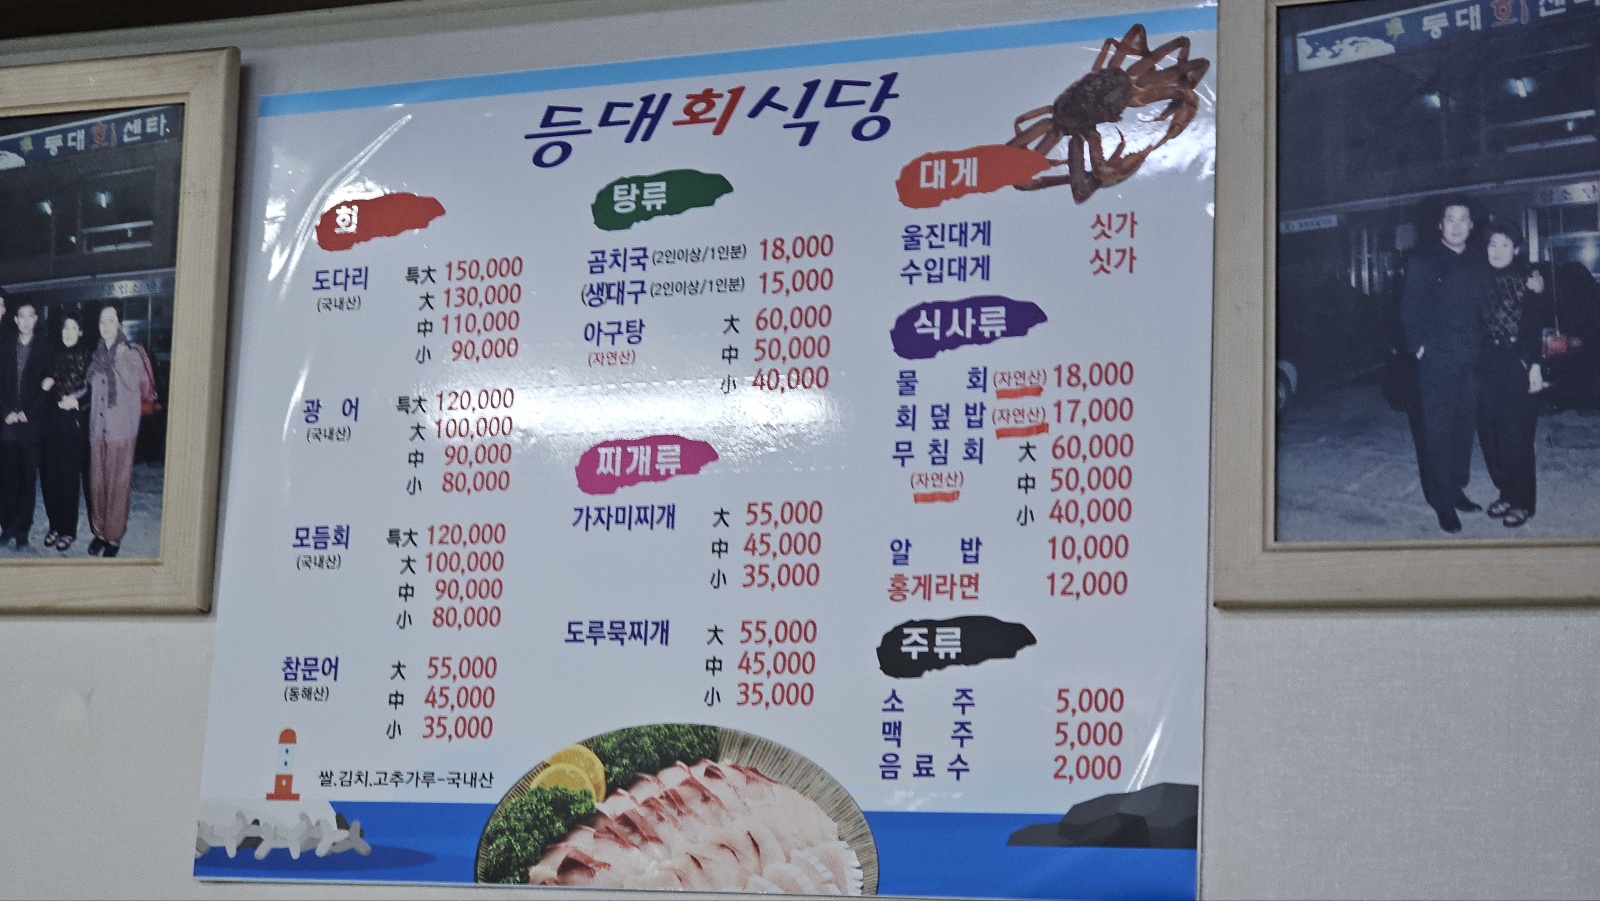 등대회식당
회
도다리 特大 150,000
(국내산) 大 130,000
中 110,000
小 90,000
광 어 特大 120,000
(국내산) 大 100,000
中 90,000
小 80,000
모듬회 特大 120,000
(국내산) 大 100,000
中 90,000
小 80,000
참문어 大 55,000
(동해산) 中 45,000
小 35,000
쌀.김치.고추가루-국내산
탕류
곰치국(2인이상/1인분) 18,000
(생)대구(2인이상/1인분) 15,000
아구탕 大 60,000
(자연산) 中 50,000
小 40,000
찌개류
가자미찌개 大 55,000
中 45,000
小 35,000
도루묵찌개 大 55,000
中 45,000
小 35,000
대게
울진대게 싯가
수입대게 싯가
식사류
물 회(자연산) 18,000
회덮밥(자연산) 17,000
무침회 大 60,000
(자연산) 中 50,000
小 40,000
알 밥 10,000
홍게라면 12,000
주류
소 주 5,000
맥 주 5,000
음료수 2,000
등대회센타
등대회센타